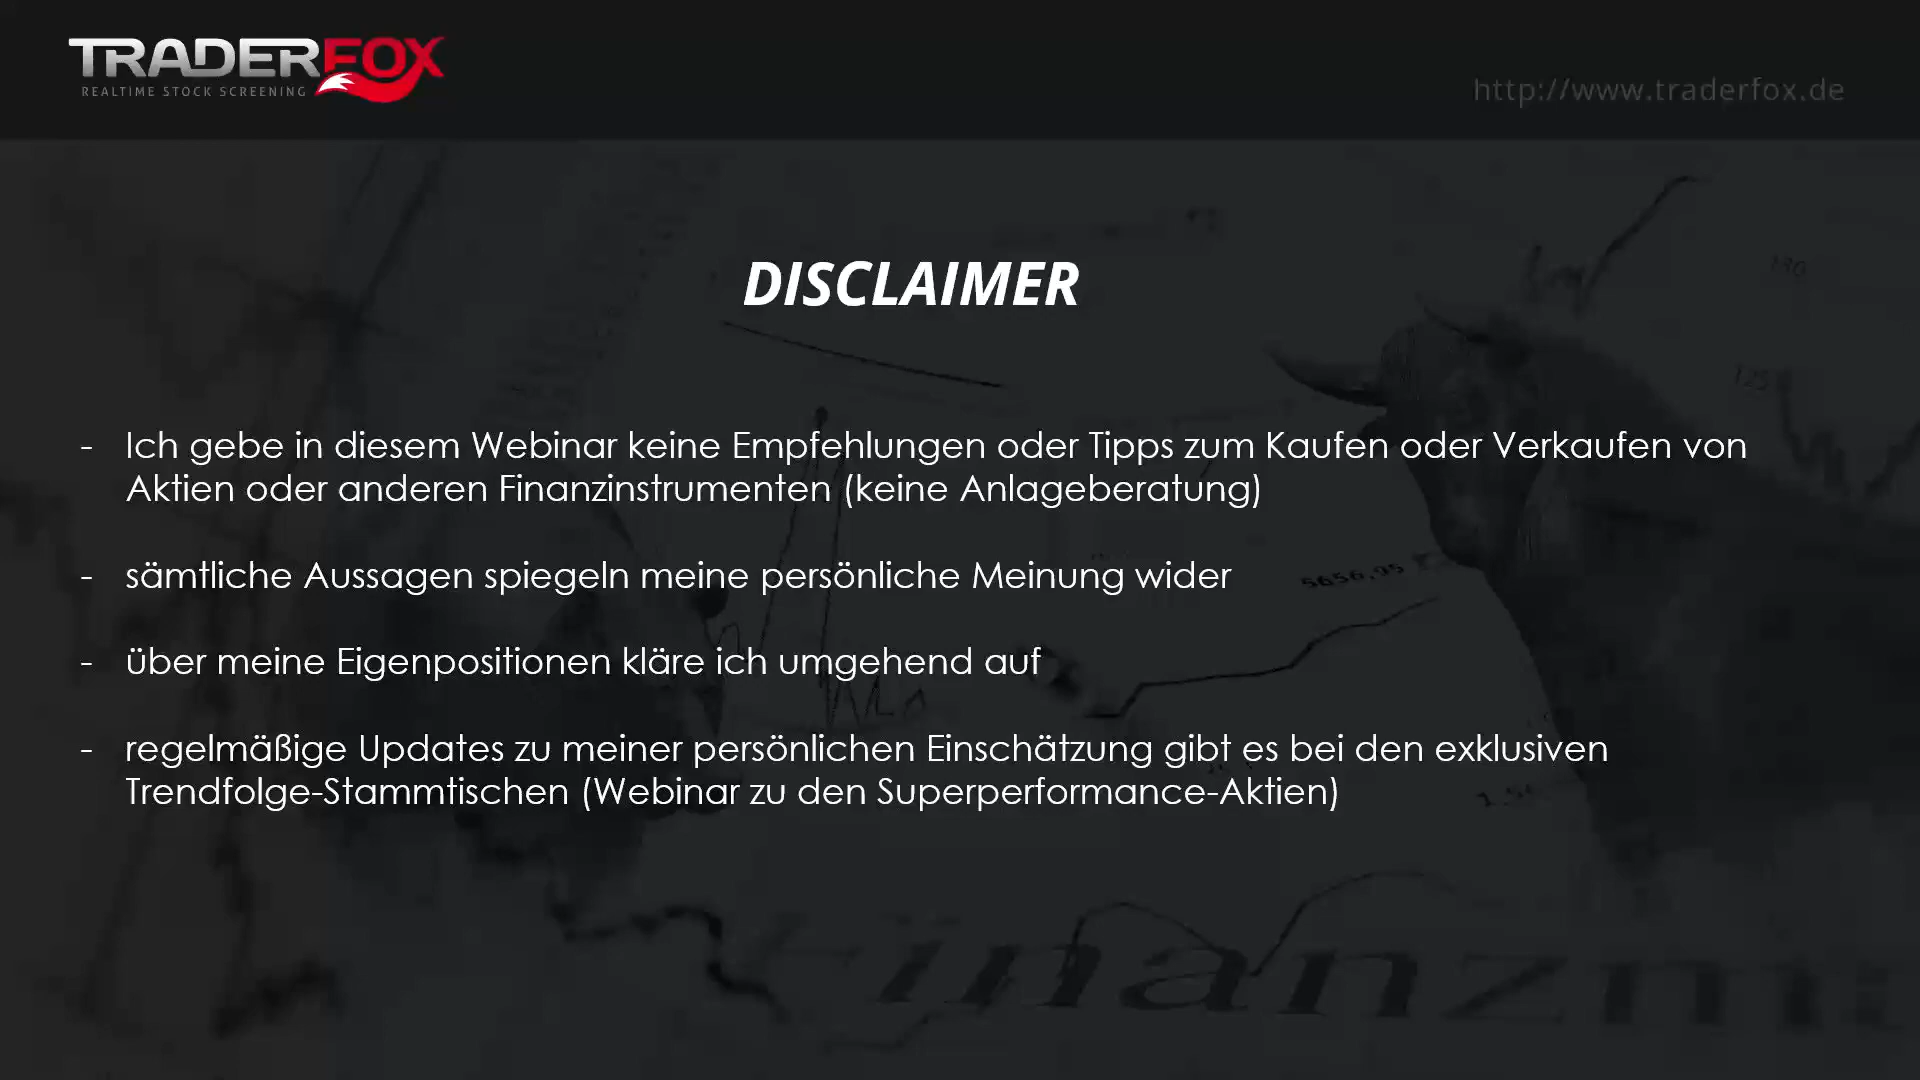 TRADERFOX
REALTIME STOCK SCREENING
http://www.traderfox.de
DISCLAIMER
- Ich gebe in diesem Webinar keine Empfehlungen oder Tipps zum Kaufen oder Verkaufen von
Aktien oder anderen Finanzinstrumenten (keine Anlageberatung)
- sämtliche Aussagen spiegeln meine persönliche Meinung wider
5656,95
- über meine Eigenpositionen kläre ich umgehend auf
- regelmäßige Updates zu meiner persönlichen Einschätzung gibt es bei den exklusiven
Trendfolge-Stammtischen (Webinar zu den Superperformance-Aktien)